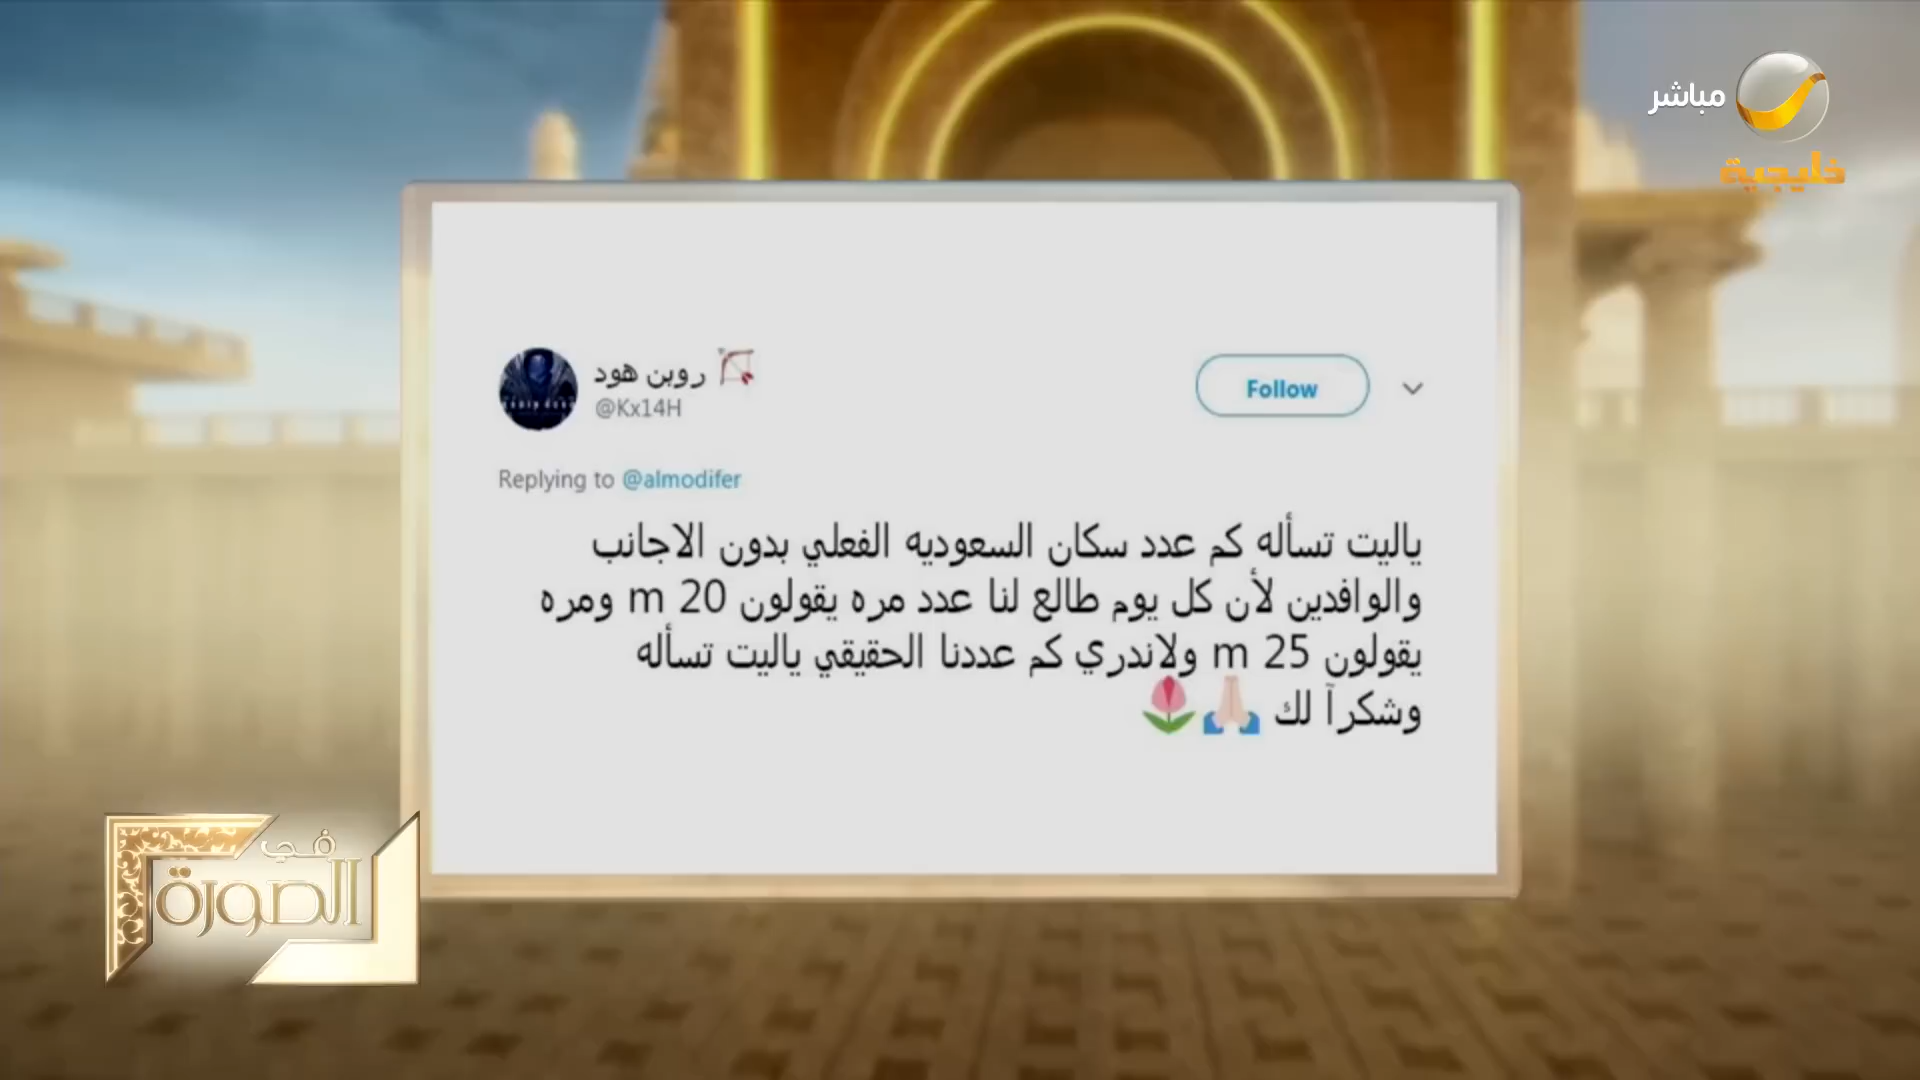 مباشر
خليجية
روبن هود 🏹
@Kx14H
Follow
Replying to @almodifer
ياليت تسأله كم عدد سكان السعوديه الفعلي بدون الاجانب
والوافدين لأن كل يوم طالع لنا عدد مره يقولون 20 m ومره
يقولون 25 m ولاندري كم عددنا الحقيقي ياليت تسأله
وشكرآ لك 🙏🏻🌷
في
الصورة